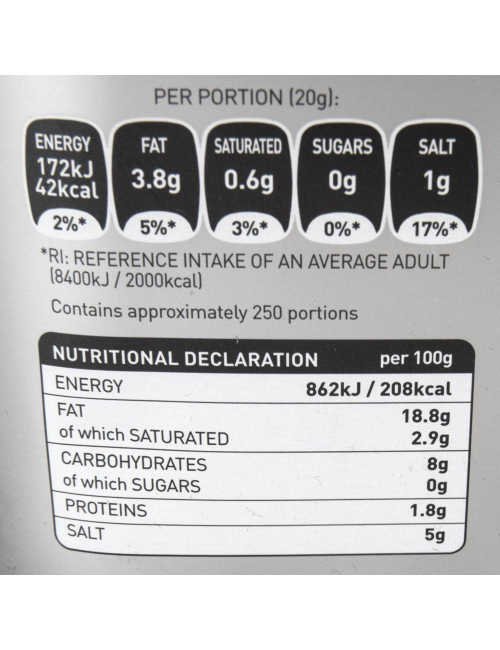 PER PORTION (20g):
ENERGY FAT SATURATED SUGARS SALT
172kJ
42kcal 3.8g 0.6g 0g 1g
2%* 5%* 3%* 0%* 17%*
*RI: REFERENCE INTAKE OF AN AVERAGE ADULT
(8400kJ / 2000kcal)
Contains approximately 250 portions
NUTRITIONAL DECLARATION per 100g
ENERGY 862kJ / 208kcal
FAT 18.8g
of which SATURATED 2.9g
CARBOHYDRATES 8g
of which SUGARS 0g
PROTEINS 1.8g
SALT 5g